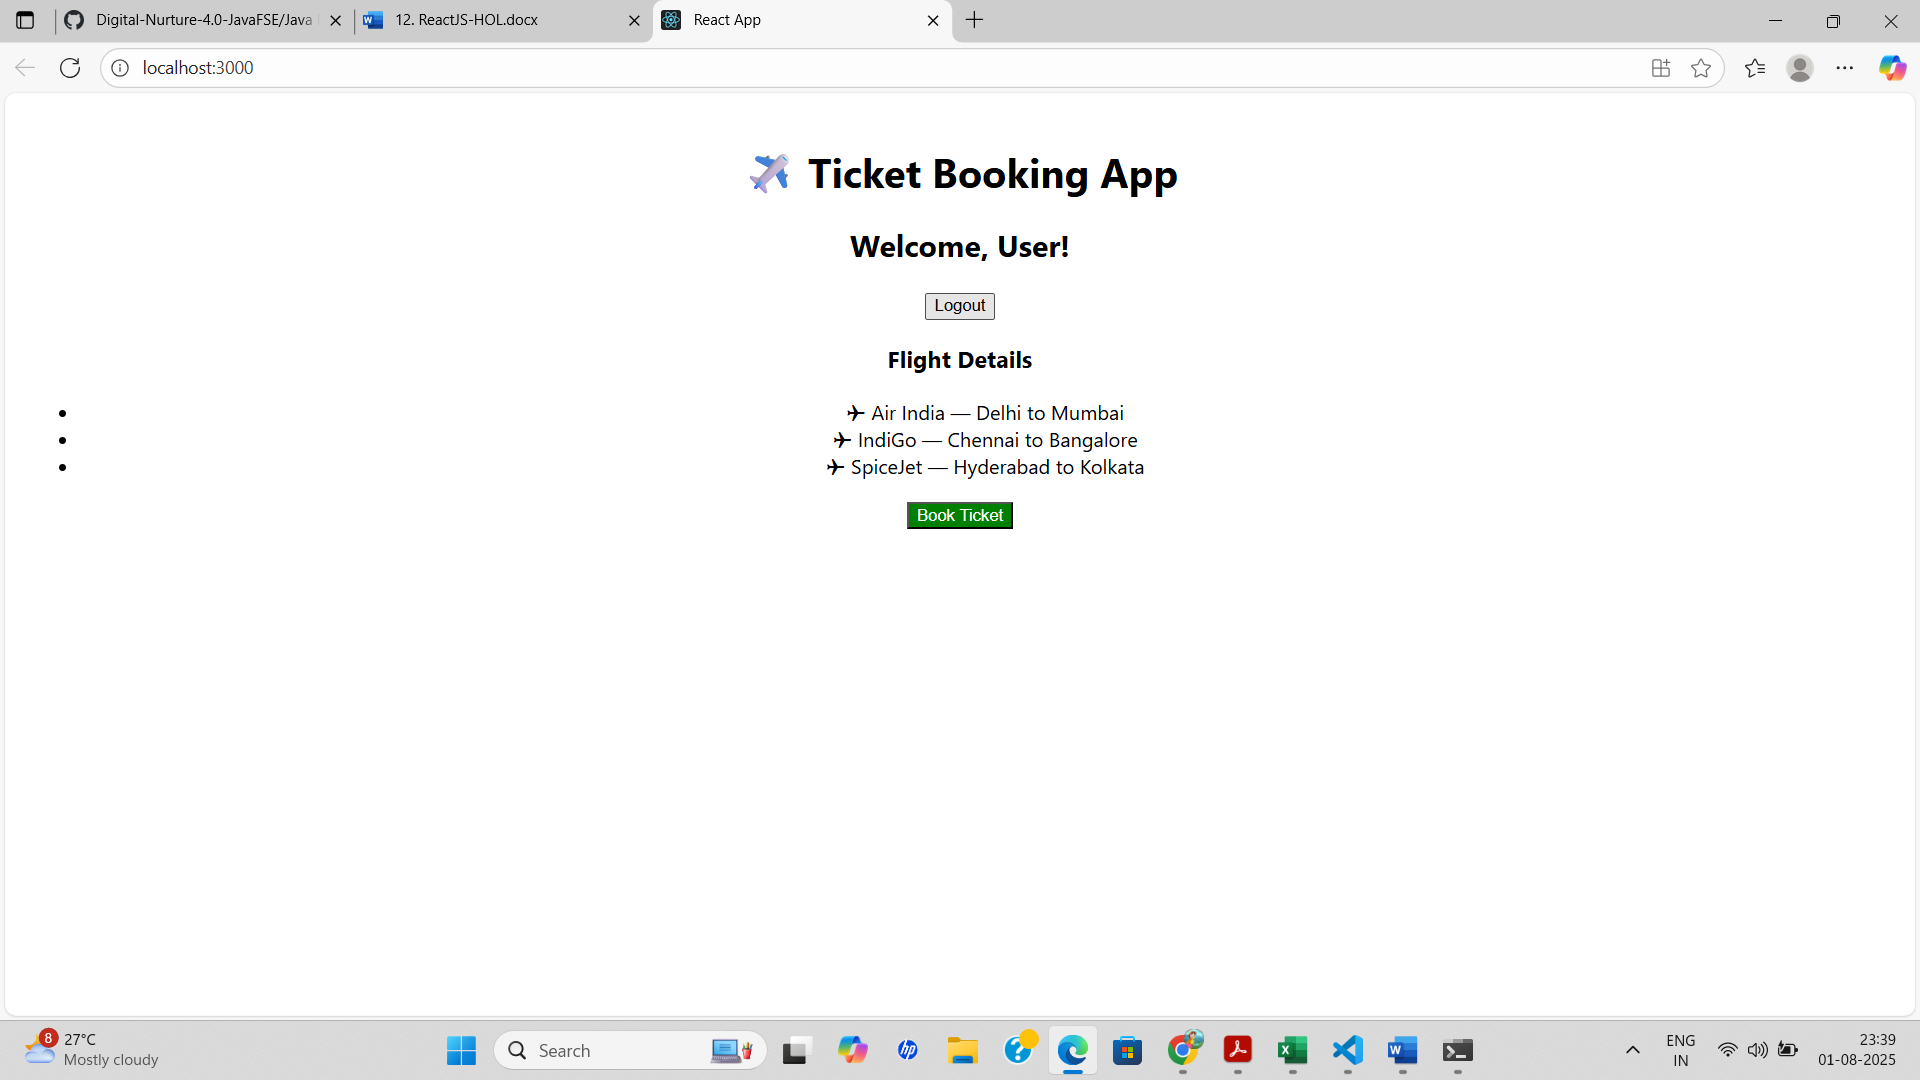 Digital-Nurture-4.0-JavaFSE/Java
12. ReactJS-HOL.docx
React App
localhost:3000
✈️ Ticket Booking App
Welcome, User!
Logout
Flight Details
• ✈ Air India — Delhi to Mumbai
• ✈ IndiGo — Chennai to Bangalore
• ✈ SpiceJet — Hyderabad to Kolkata
Book Ticket
8
27°C
Mostly cloudy
Search
hp
ENG
IN
23:39
01-08-2025